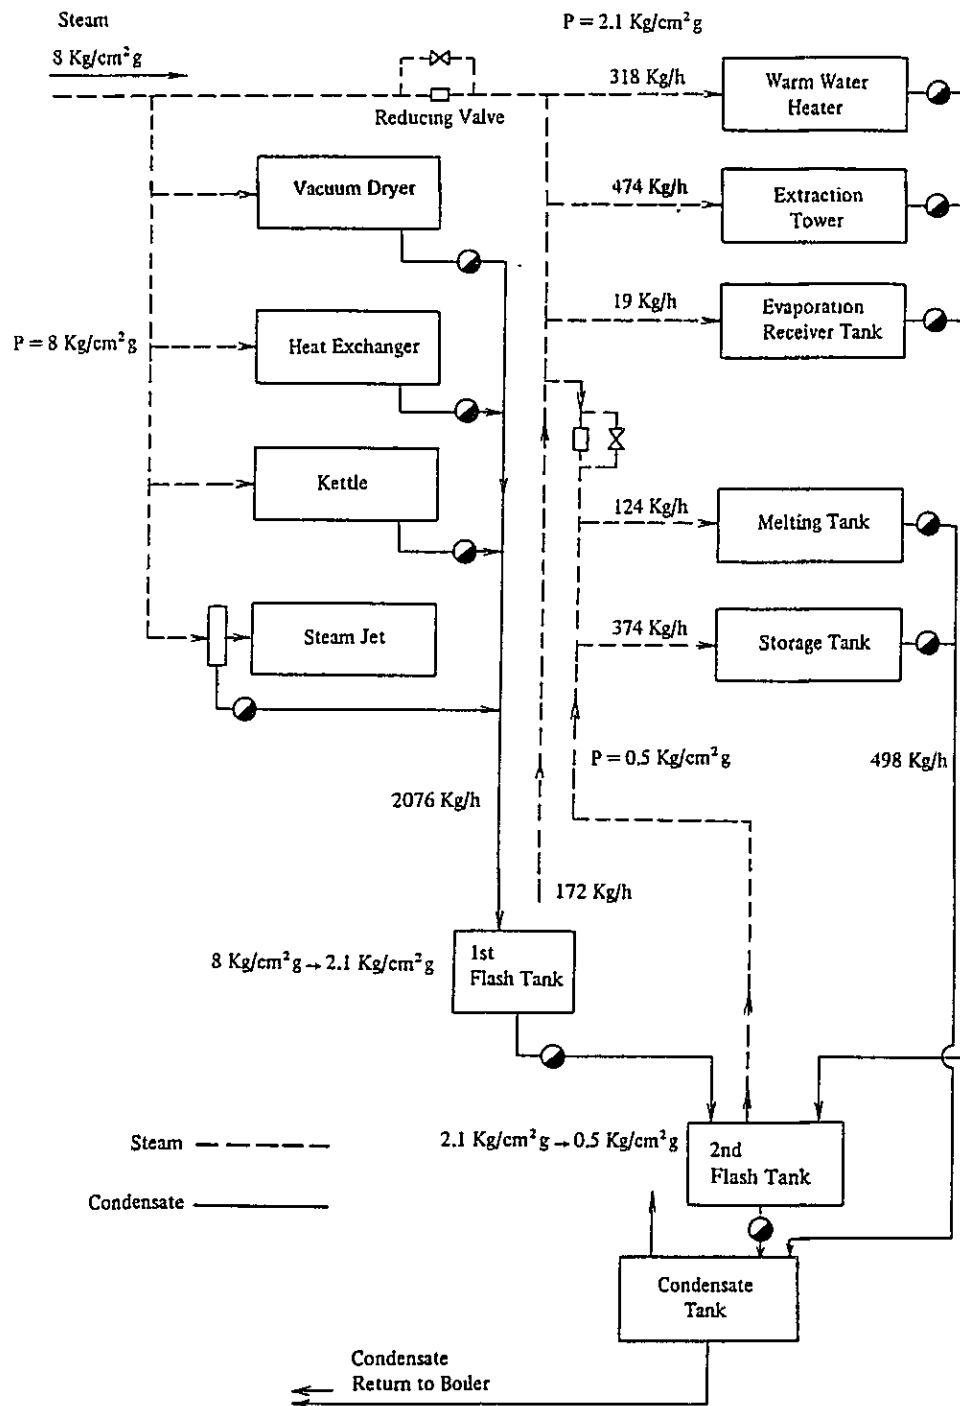 Steam
8 Kg/cm²g
P = 2.1 Kg/cm²g
318 Kg/h
Warm Water
Heater
Reducing Valve
Vacuum Dryer
474 Kg/h
Extraction
Tower
19 Kg/h
Evaporation
Receiver Tank
P = 8 Kg/cm²g
Heat Exchanger
Kettle
124 Kg/h
Melting Tank
Steam Jet
374 Kg/h
Storage Tank
P = 0.5 Kg/cm²g
498 Kg/h
2076 Kg/h
172 Kg/h
8 Kg/cm²g → 2.1 Kg/cm²g
1st
Flash Tank
2.1 Kg/cm²g → 0.5 Kg/cm²g
2nd
Flash Tank
Steam
Condensate
Condensate
Tank
Condensate
Return to Boiler